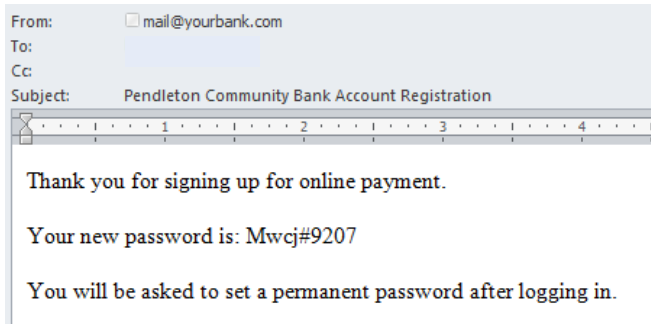 From: mail@yourbank.com
To:
Cc:
Subject: Pendleton Community Bank Account Registration
1 2 3 4
Thank you for signing up for online payment.
Your new password is: Mwcj#9207
You will be asked to set a permanent password after logging in.